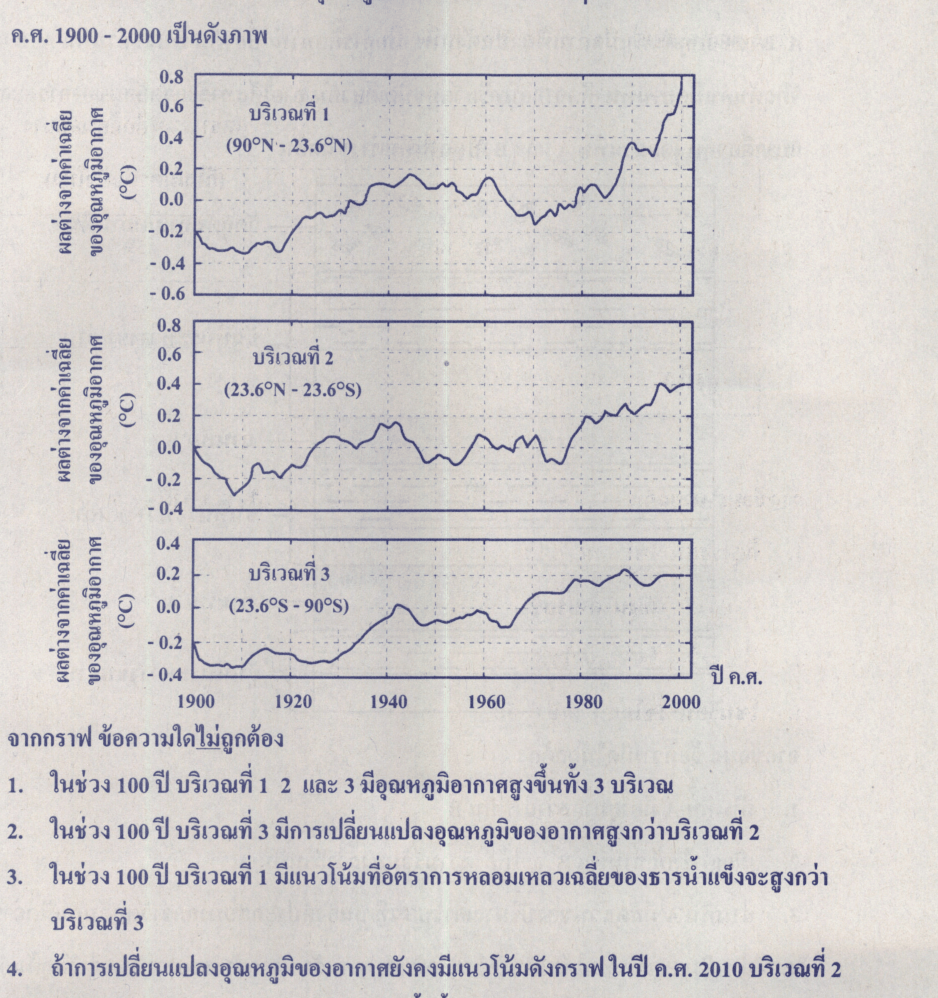 ค.ศ. 1900 - 2000 เป็นดังภาพ
ผลต่างจากค่าเฉลี่ย
ของอุณหภูมิอากาศ
(°C)
0.8
0.6
0.4
0.2
0.0
- 0.2
- 0.4
- 0.6
บริเวณที่ 1
(90°N - 23.6°N)
ผลต่างจากค่าเฉลี่ย
ของอุณหภูมิอากาศ
(°C)
0.8
0.6
0.4
0.2
0.0
- 0.2
0.4
บริเวณที่ 2
(23.6°N - 23.6°S)
ผลต่างจากค่าเฉลี่ย
ของอุณหภูมิอากาศ
(°C)
0.4
0.2
0.0
- 0.2
- 0.4
บริเวณที่ 3
(23.6°S - 90°S)
1900 1920 1940 1960 1980 2000 ปี ค.ศ.
จากกราฟ ข้อความใดไม่ถูกต้อง
1. ในช่วง 100 ปี บริเวณที่ 1 2 และ 3 มีอุณหภูมิอากาศสูงขึ้นทั้ง 3 บริเวณ
2. ในช่วง 100 ปี บริเวณที่ 3 มีการเปลี่ยนแปลงอุณหภูมิของอากาศสูงกว่าบริเวณที่ 2
3. ในช่วง 100 ปี บริเวณที่ 1 มีแนวโน้มที่อัตราการหลอมเหลวเฉลี่ยของธารน้ำแข็งจะสูงกว่า
บริเวณที่ 3
4. ถ้าการเปลี่ยนแปลงอุณหภูมิของอากาศยังคงมีแนวโน้มดังกราฟ ในปี ค.ศ. 2010 บริเวณที่ 2